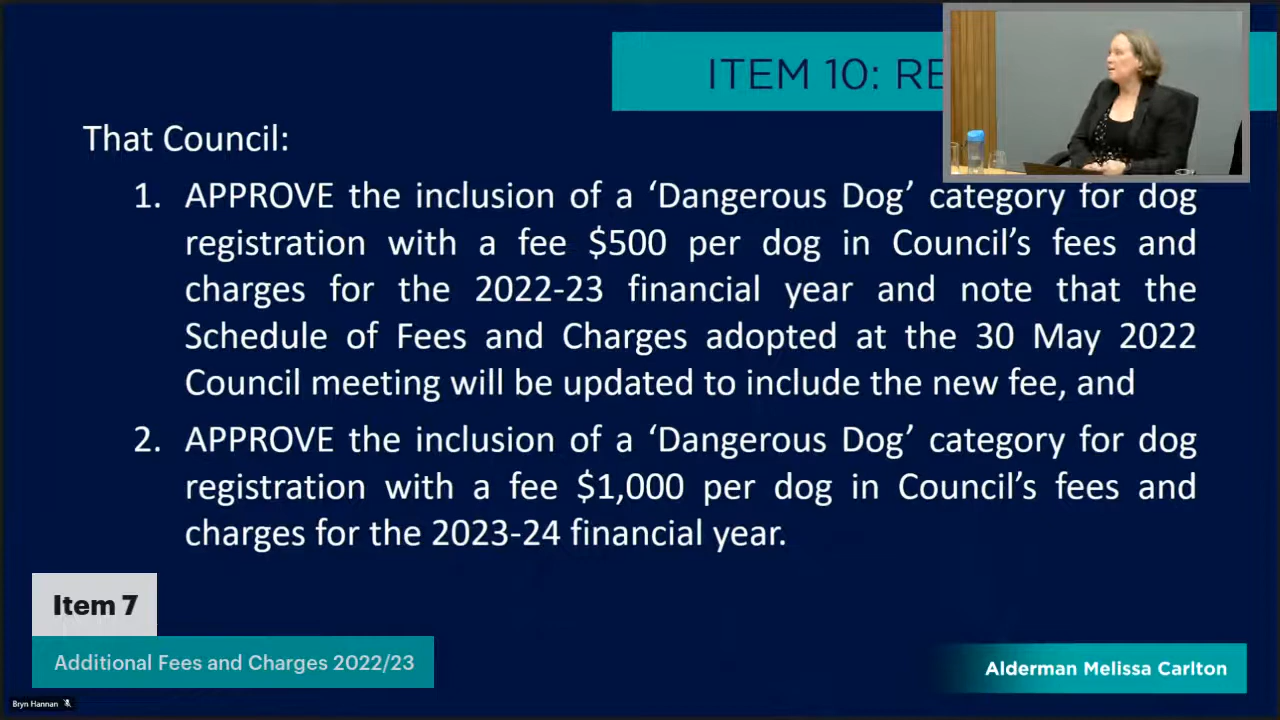 ITEM 10: RE
That Council:
1. APPROVE the inclusion of a ‘Dangerous Dog’ category for dog
registration with a fee $500 per dog in Council’s fees and
charges for the 2022-23 financial year and note that the
Schedule of Fees and Charges adopted at the 30 May 2022
Council meeting will be updated to include the new fee, and
2. APPROVE the inclusion of a ‘Dangerous Dog’ category for dog
registration with a fee $1,000 per dog in Council’s fees and
charges for the 2023-24 financial year.
Item 7
Additional Fees and Charges 2022/23
Alderman Melissa Carlton
Bryn Hannan